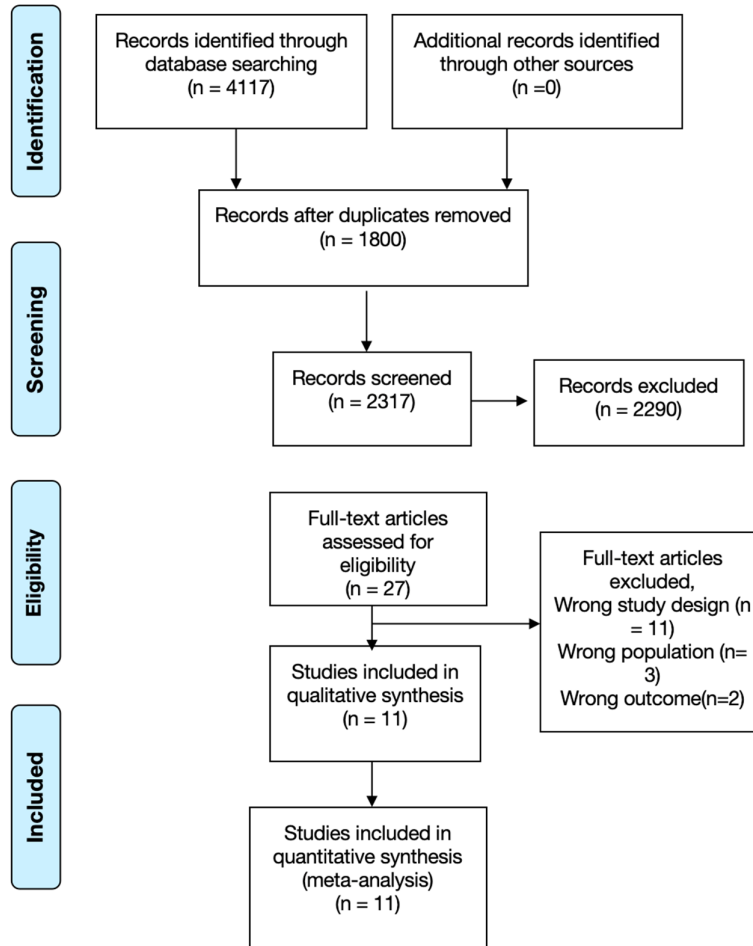 Identification
Records identified through
database searching
(n = 4117)
Additional records identified
through other sources
(n =0)
Records after duplicates removed
(n = 1800)
Screening
Records screened
(n = 2317)
Records excluded
(n = 2290)
Eligibility
Full-text articles
assessed for
eligibility
(n = 27)
Full-text articles
excluded,
Wrong study design (n
= 11)
Wrong population (n=
3)
Wrong outcome(n=2)
Studies included in
qualitative synthesis
(n = 11)
Included
Studies included in
quantitative synthesis
(meta-analysis)
(n = 11)